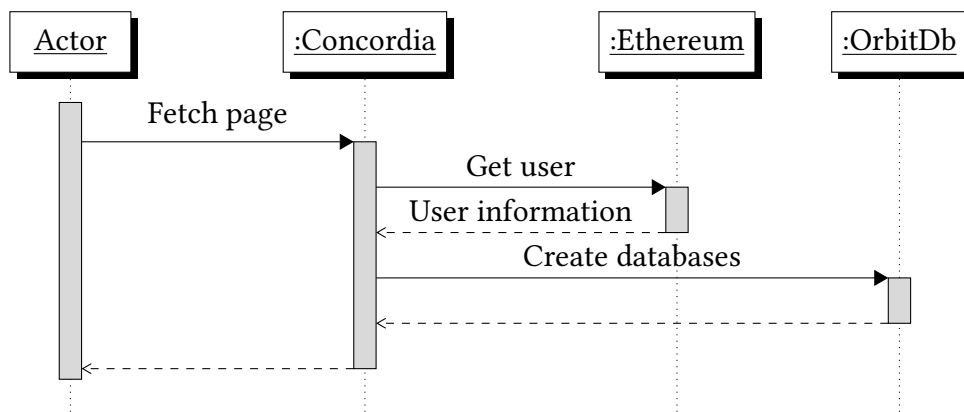 Actor
:Concordia
:Ethereum
:OrbitDb
Fetch page
Get user
User information
Create databases